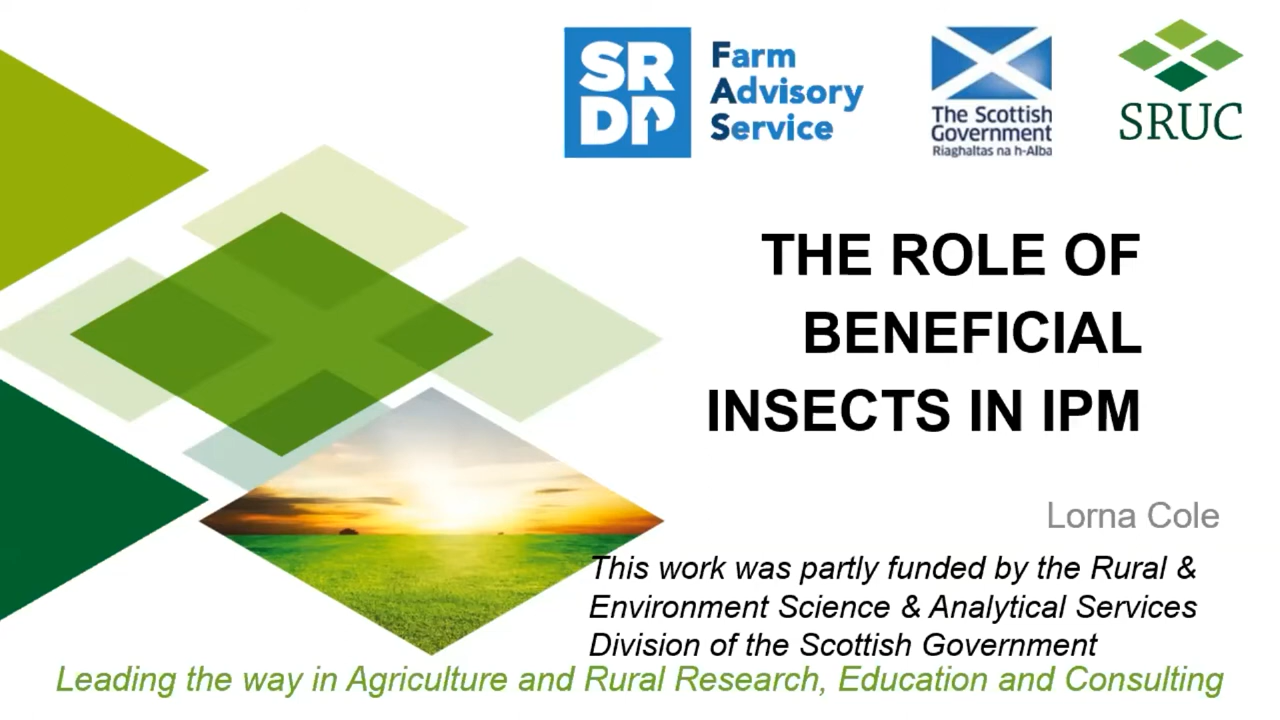 SR
DP
Farm
Advisory
Service
The Scottish
Government
Riaghaltas na h-Alba
SRUC
THE ROLE OF
BENEFICIAL
INSECTS IN IPM
Lorna Cole
This work was partly funded by the Rural &
Environment Science & Analytical Services
Division of the Scottish Government
Leading the way in Agriculture and Rural Research, Education and Consulting